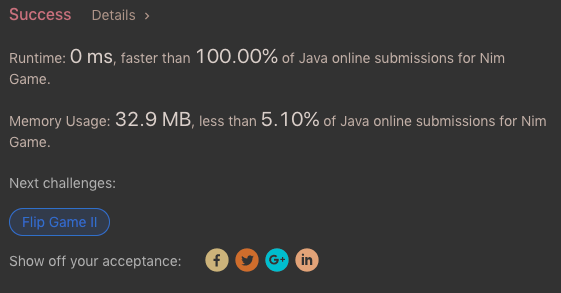 Success Details ›
Runtime: 0 ms, faster than 100.00% of Java online submissions for Nim
Game.
Memory Usage: 32.9 MB, less than 5.10% of Java online submissions for Nim
Game.
Next challenges:
Flip Game II
Show off your acceptance: f G+ in